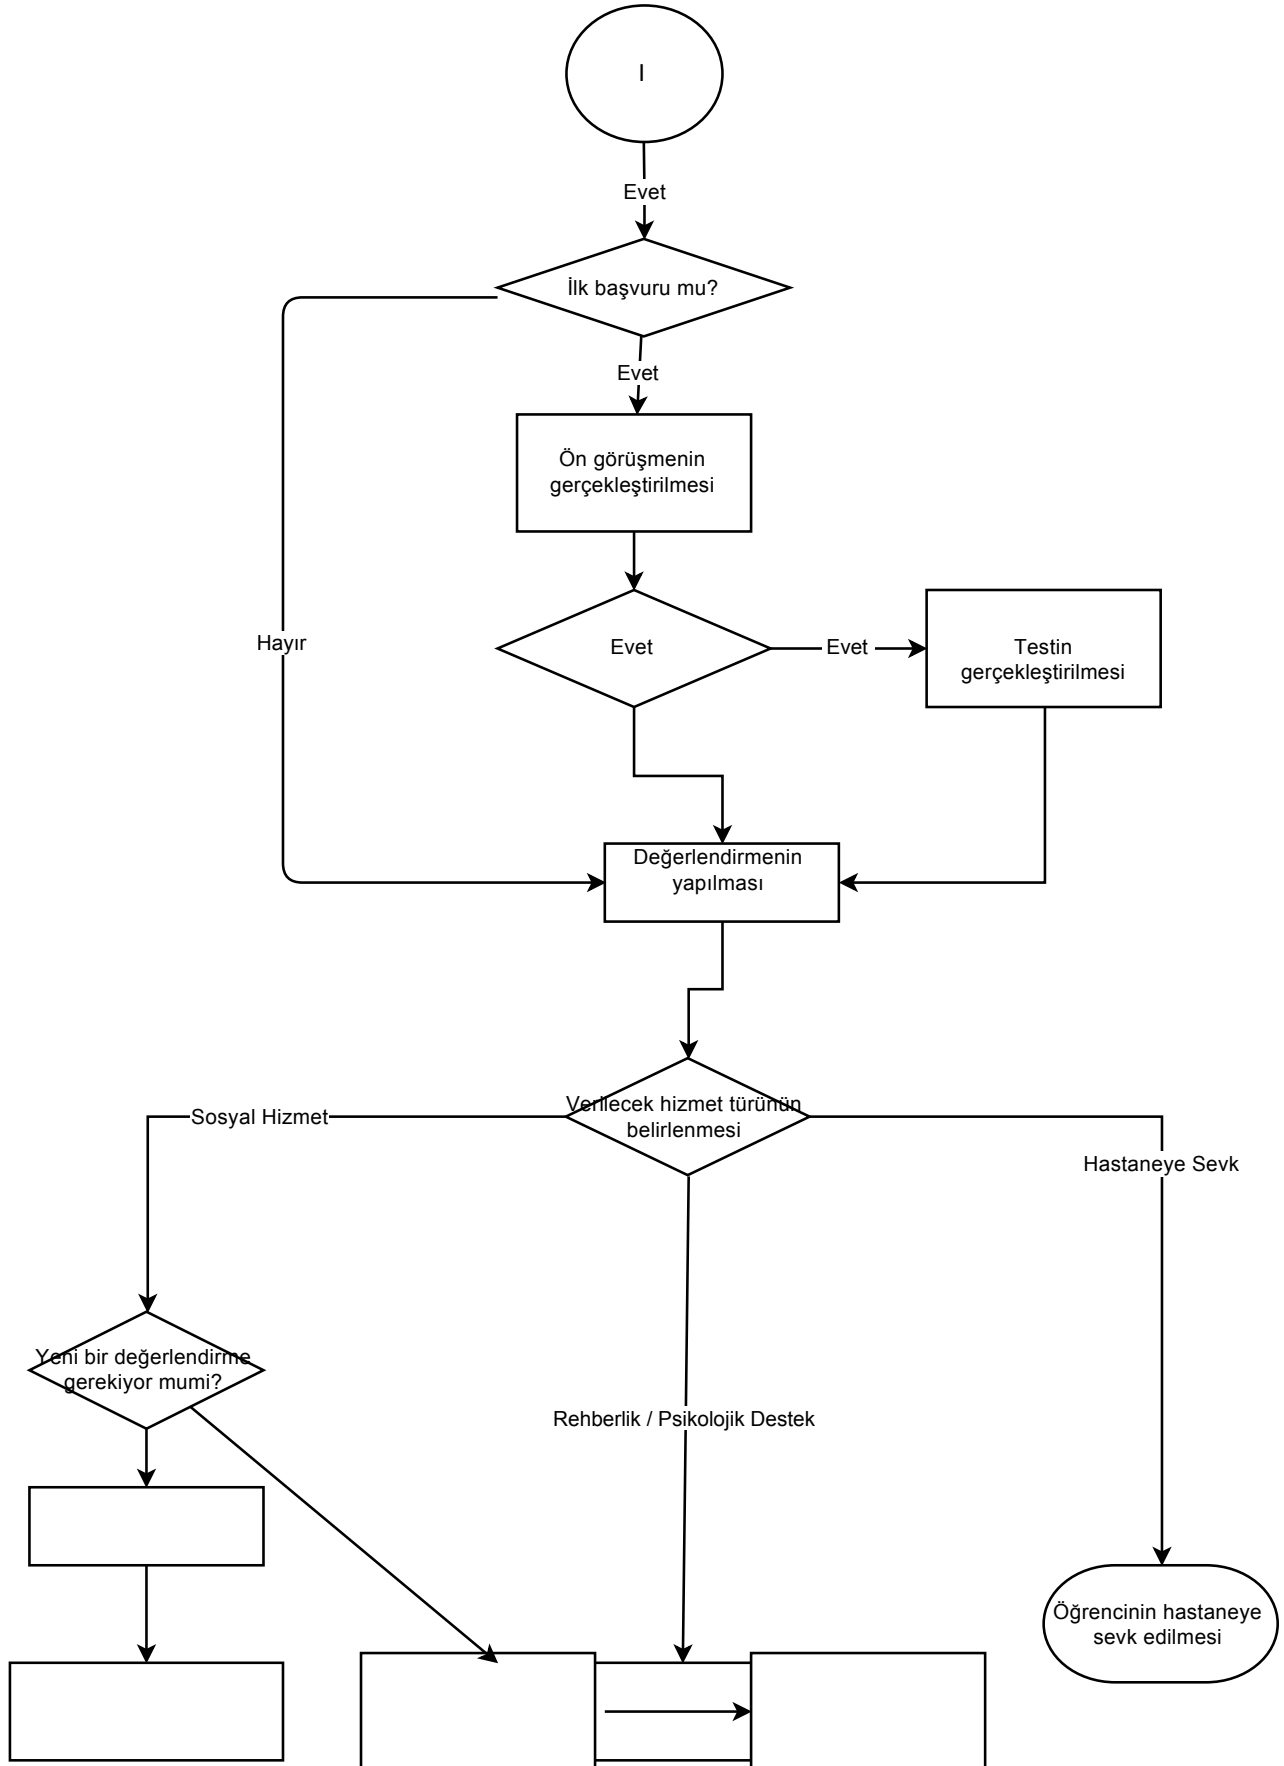 I
Evet
İlk başvuru mu?
Evet
Ön görüşmenin
gerçekleştirilmesi
Hayır
Evet
Evet
Testin
gerçekleştirilmesi
Değerlendirmenin
yapılması
Verilecek hizmet türünün
belirlenmesi
Sosyal Hizmet
Hastaneye Sevk
Yeni bir değerlendirme
gerekiyor mumi?
Rehberlik / Psikolojik Destek
Öğrencinin hastaneye
sevk edilmesi